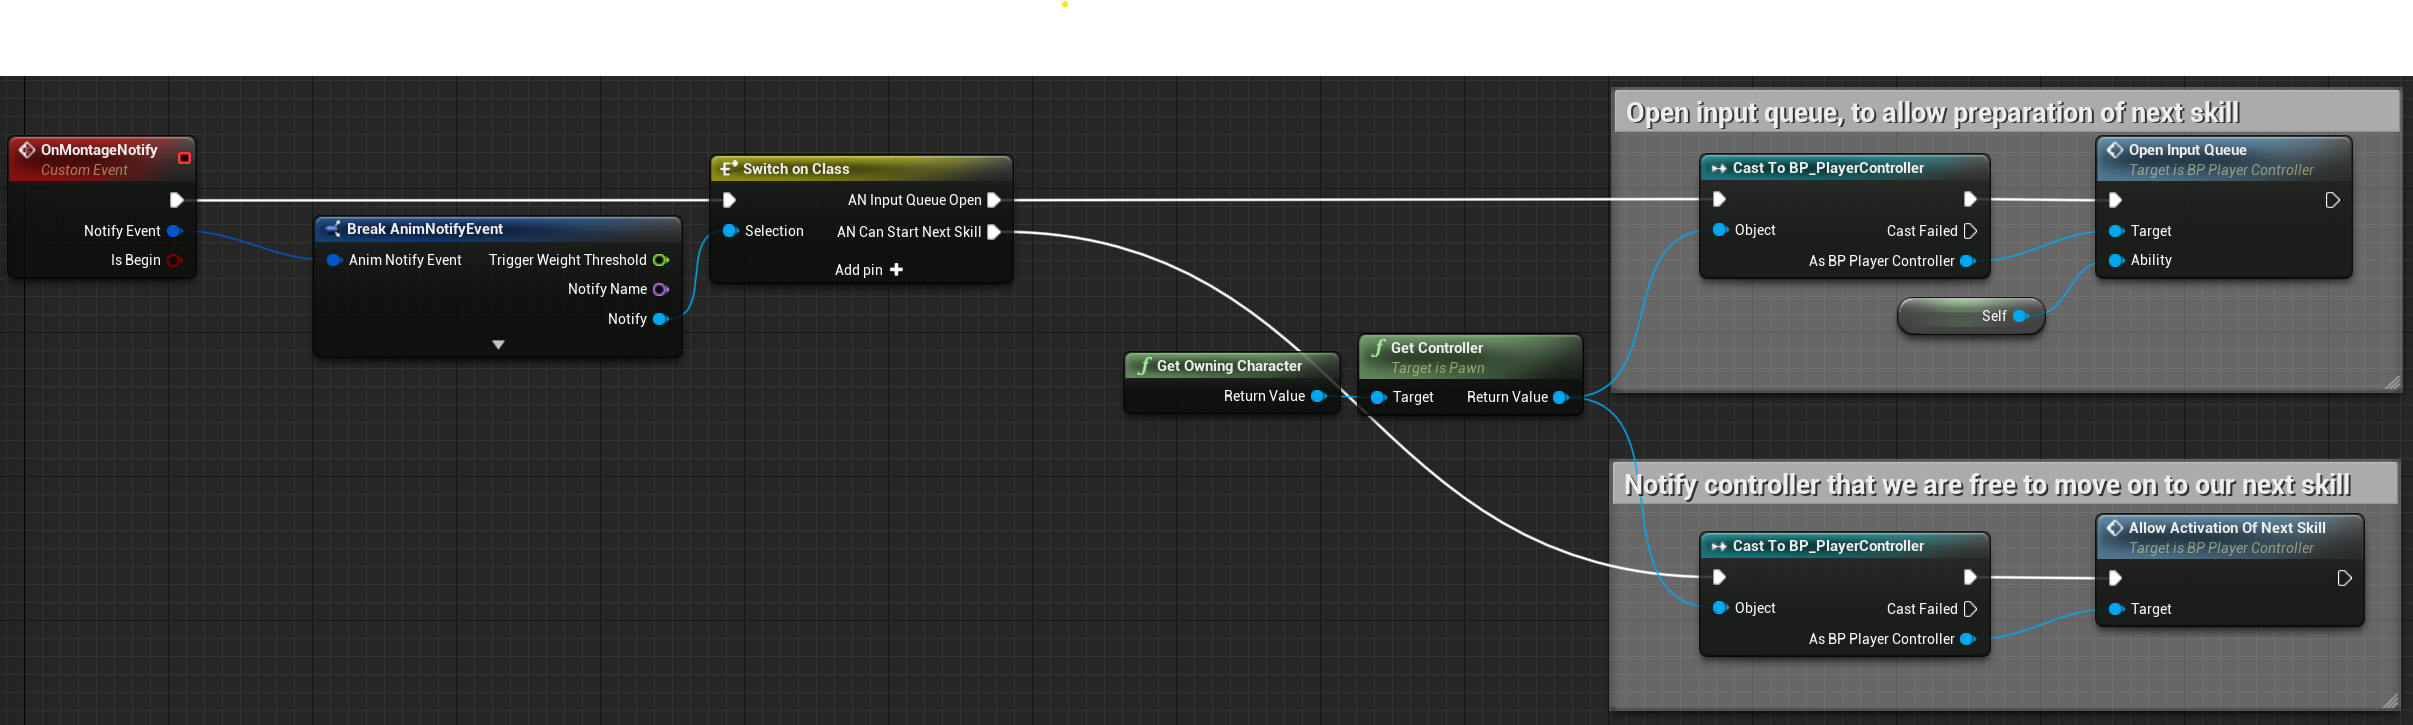 OnMontageNotify
Custom Event
Notify Event
Is Begin
Break AnimNotifyEvent
Anim Notify Event
Trigger Weight Threshold
Notify Name
Notify
Switch on Class
Selection
AN Input Queue Open
AN Can Start Next Skill
Add pin
Get Owning Character
Return Value
Get Controller
Target is Pawn
Target
Return Value
Open input queue, to allow preparation of next skill
Cast To BP_PlayerController
Object
Cast Failed
As BP Player Controller
Self
Open Input Queue
Target is BP Player Controller
Target
Ability
Notify controller that we are free to move on to our next skill
Cast To BP_PlayerController
Object
Cast Failed
As BP Player Controller
Allow Activation Of Next Skill
Target is BP Player Controller
Target